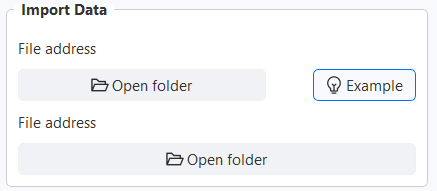 Import Data
File address
Open folder
Example
File address
Open folder